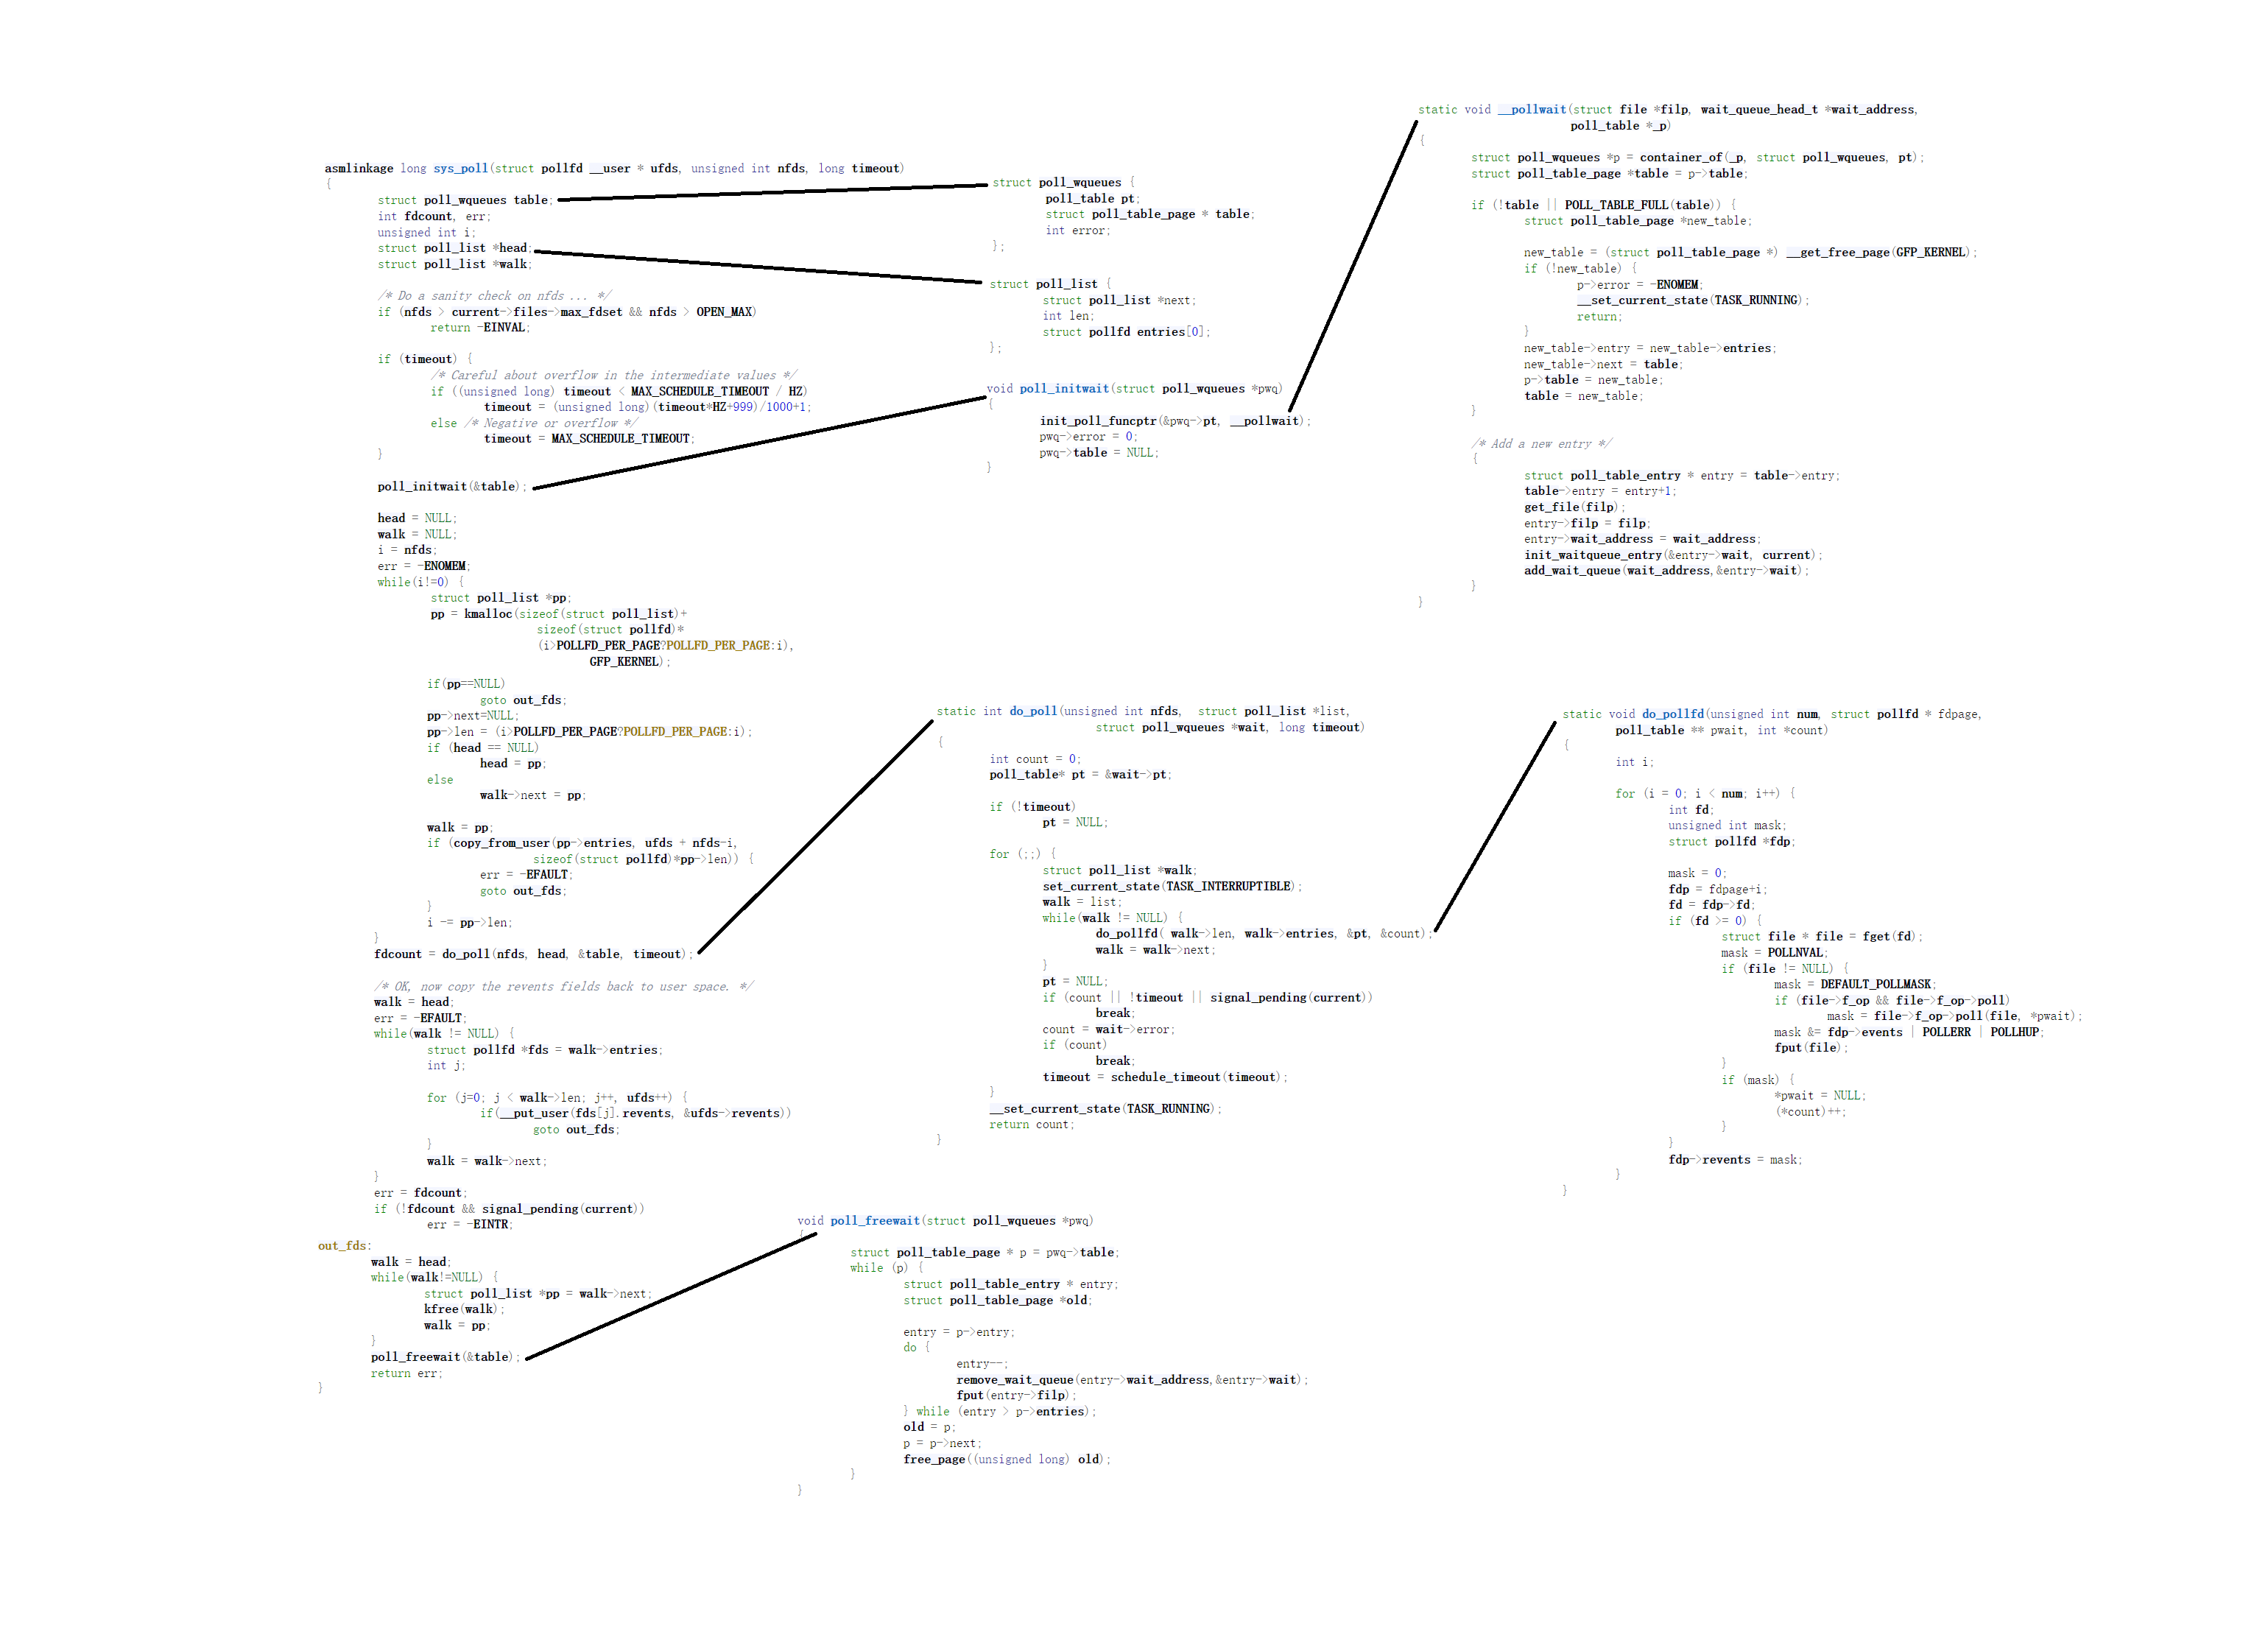 asmlinkage long sys_poll(struct pollfd __user * ufds, unsigned int nfds, long timeout)
{
struct poll_wqueues table;
int fdcount, err;
unsigned int i;
struct poll_list *head;
struct poll_list *walk;
/* Do a sanity check on nfds ... */
if (nfds > current->files->max_fdset && nfds > OPEN_MAX)
return -EINVAL;
if (timeout) {
/* Careful about overflow in the intermediate values */
if ((unsigned long) timeout < MAX_SCHEDULE_TIMEOUT / HZ)
timeout = (unsigned long)(timeout*HZ+999)/1000+1;
else /* Negative or overflow */
timeout = MAX_SCHEDULE_TIMEOUT;
}
poll_initwait(&table);
head = NULL;
walk = NULL;
i = nfds;
err = -ENOMEM;
while(i!=0) {
struct poll_list *pp;
pp = kmalloc(sizeof(struct poll_list)+
sizeof(struct pollfd)*
(i>POLLFD_PER_PAGE?POLLFD_PER_PAGE:i),
GFP_KERNEL);
if(pp==NULL)
goto out_fds;
pp->next=NULL;
pp->len = (i>POLLFD_PER_PAGE?POLLFD_PER_PAGE:i);
if (head == NULL)
head = pp;
else
walk->next = pp;
walk = pp;
if (copy_from_user(pp->entries, ufds + nfds-i,
sizeof(struct pollfd)*pp->len)) {
err = -EFAULT;
goto out_fds;
}
i -= pp->len;
}
fdcount = do_poll(nfds, head, &table, timeout);
/* OK, now copy the revents fields back to user space. */
walk = head;
err = -EFAULT;
while(walk != NULL) {
struct pollfd *fds = walk->entries;
int j;
for (j=0; j < walk->len; j++, ufds++) {
if(__put_user(fds[j].revents, &ufds->revents))
goto out_fds;
}
walk = walk->next;
}
err = fdcount;
if (!fdcount && signal_pending(current))
err = -EINTR;
out_fds:
walk = head;
while(walk!=NULL) {
struct poll_list *pp = walk->next;
kfree(walk);
walk = pp;
}
poll_freewait(&table);
return err;
}
struct poll_wqueues {
poll_table pt;
struct poll_table_page * table;
int error;
};
struct poll_list {
struct poll_list *next;
int len;
struct pollfd entries[0];
};
void poll_initwait(struct poll_wqueues *pwq)
{
init_poll_funcptr(&pwq->pt, __pollwait);
pwq->error = 0;
pwq->table = NULL;
}
static void __pollwait(struct file *filp, wait_queue_head_t *wait_address,
poll_table *_p)
{
struct poll_wqueues *p = container_of(_p, struct poll_wqueues, pt);
struct poll_table_page *table = p->table;
if (!table || POLL_TABLE_FULL(table)) {
struct poll_table_page *new_table;
new_table = (struct poll_table_page *) __get_free_page(GFP_KERNEL);
if (!new_table) {
p->error = -ENOMEM;
__set_current_state(TASK_RUNNING);
return;
}
new_table->entry = new_table->entries;
new_table->next = table;
p->table = new_table;
table = new_table;
}
/* Add a new entry */
{
struct poll_table_entry * entry = table->entry;
table->entry = entry+1;
get_file(filp);
entry->filp = filp;
entry->wait_address = wait_address;
init_waitqueue_entry(&entry->wait, current);
add_wait_queue(wait_address,&entry->wait);
}
}
static int do_poll(unsigned int nfds, struct poll_list *list,
struct poll_wqueues *wait, long timeout)
{
int count = 0;
poll_table* pt = &wait->pt;
if (!timeout)
pt = NULL;
for (;;) {
struct poll_list *walk;
set_current_state(TASK_INTERRUPTIBLE);
walk = list;
while(walk != NULL) {
do_pollfd( walk->len, walk->entries, &pt, &count);
walk = walk->next;
}
pt = NULL;
if (count || !timeout || signal_pending(current))
break;
count = wait->error;
if (count)
break;
timeout = schedule_timeout(timeout);
}
__set_current_state(TASK_RUNNING);
return count;
}
static void do_pollfd(unsigned int num, struct pollfd * fdpage,
poll_table ** pwait, int *count)
{
int i;
for (i = 0; i < num; i++) {
int fd;
unsigned int mask;
struct pollfd *fdp;
mask = 0;
fdp = fdpage+i;
fd = fdp->fd;
if (fd >= 0) {
struct file * file = fget(fd);
mask = POLLNVAL;
if (file != NULL) {
mask = DEFAULT_POLLMASK;
if (file->f_op && file->f_op->poll)
mask = file->f_op->poll(file, *pwait);
mask &= fdp->events | POLLERR | POLLHUP;
fput(file);
}
if (mask) {
*pwait = NULL;
(*count)++;
}
}
fdp->revents = mask;
}
}
void poll_freewait(struct poll_wqueues *pwq)
{
struct poll_table_page * p = pwq->table;
while (p) {
struct poll_table_entry * entry;
struct poll_table_page *old;
entry = p->entry;
do {
entry--;
remove_wait_queue(entry->wait_address,&entry->wait);
fput(entry->filp);
} while (entry > p->entries);
old = p;
p = p->next;
free_page((unsigned long) old);
}
}